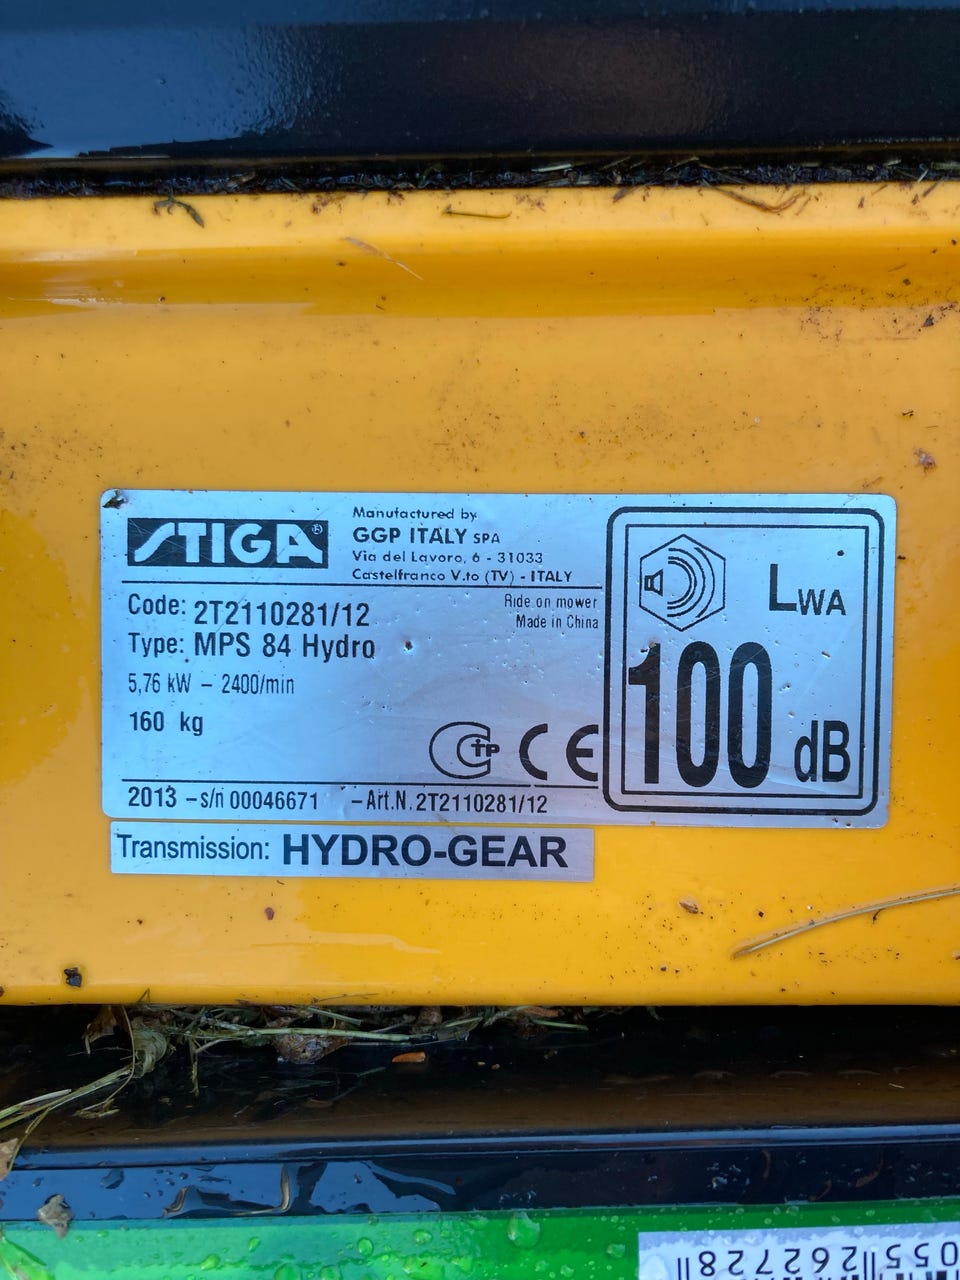 STIGA®
Manufactured by
GGP ITALY SPA
Via del Lavoro, 6 - 31033
Castelfranco V.to (TV) - ITALY
Code: 2T2110281/12
Ride on mower
Type: MPS 84 Hydro
Made in China
5,76 kW - 2400/min
160 kg
CE
LWA
100 dB
2013 - s/n 00046671 - Art.N. 2T2110281/12
Transmission: HYDRO-GEAR
055262728